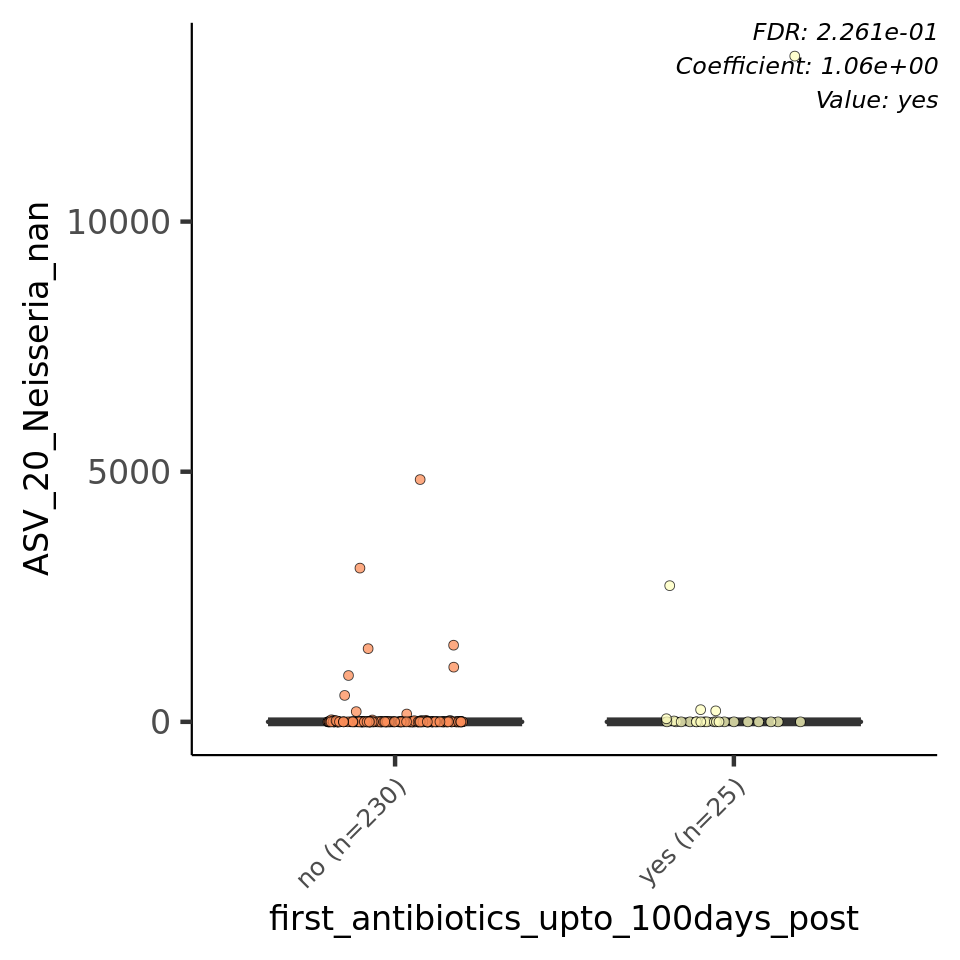 FDR: 2.261e-01
Coefficient: 1.06e+00
Value: yes
ASV_20_Neisseria_nan
10000
5000
0
no (n=230)
yes (n=25)
first_antibiotics_upto_100days_post